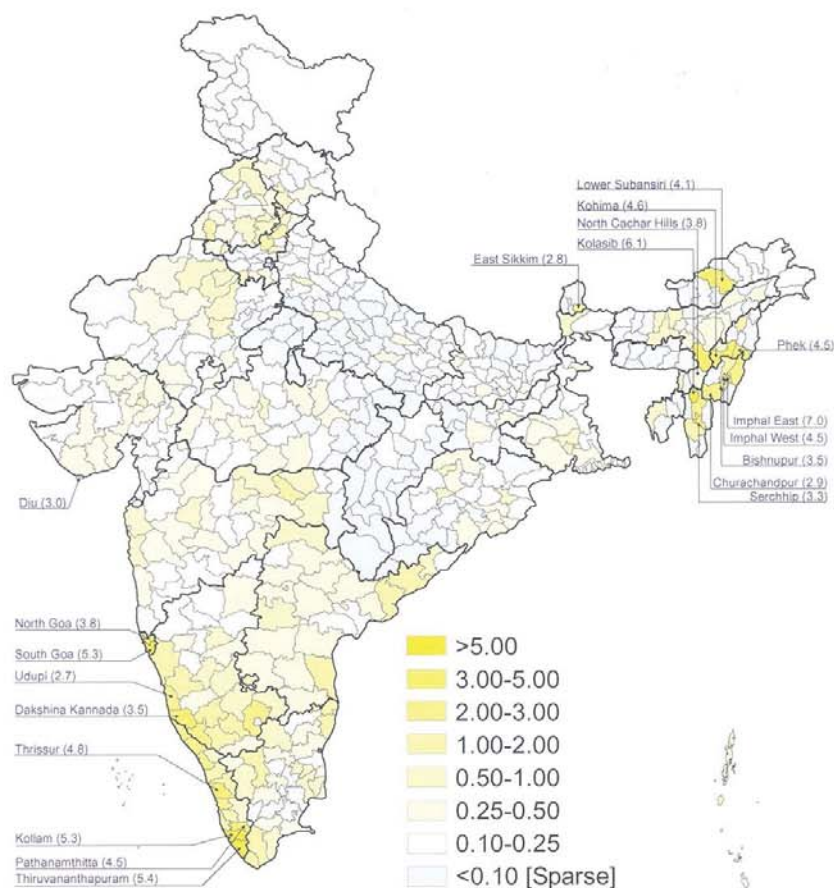 Lower Subansiri (4.1)
Kohima (4.6)
North Cachar Hills (3.8)
Kolasib (6.1)
East Sikkim (2.8)
Phek (4.5)
Imphal East (7.0)
Imphal West (4.5)
Bishnupur (3.5)
Churachandpur (2.9)
Serchhip (3.3)
Diu (3.0)
North Goa (3.8)
South Goa (5.3)
Udupi (2.7)
Dakshina Kannada (3.5)
Thrissur (4.8)
Kollam (5.3)
Pathanamthitta (4.5)
Thiruvananthapuram (5.4)
>5.00
3.00-5.00
2.00-3.00
1.00-2.00
0.50-1.00
0.25-0.50
0.10-0.25
<0.10 [Sparse]